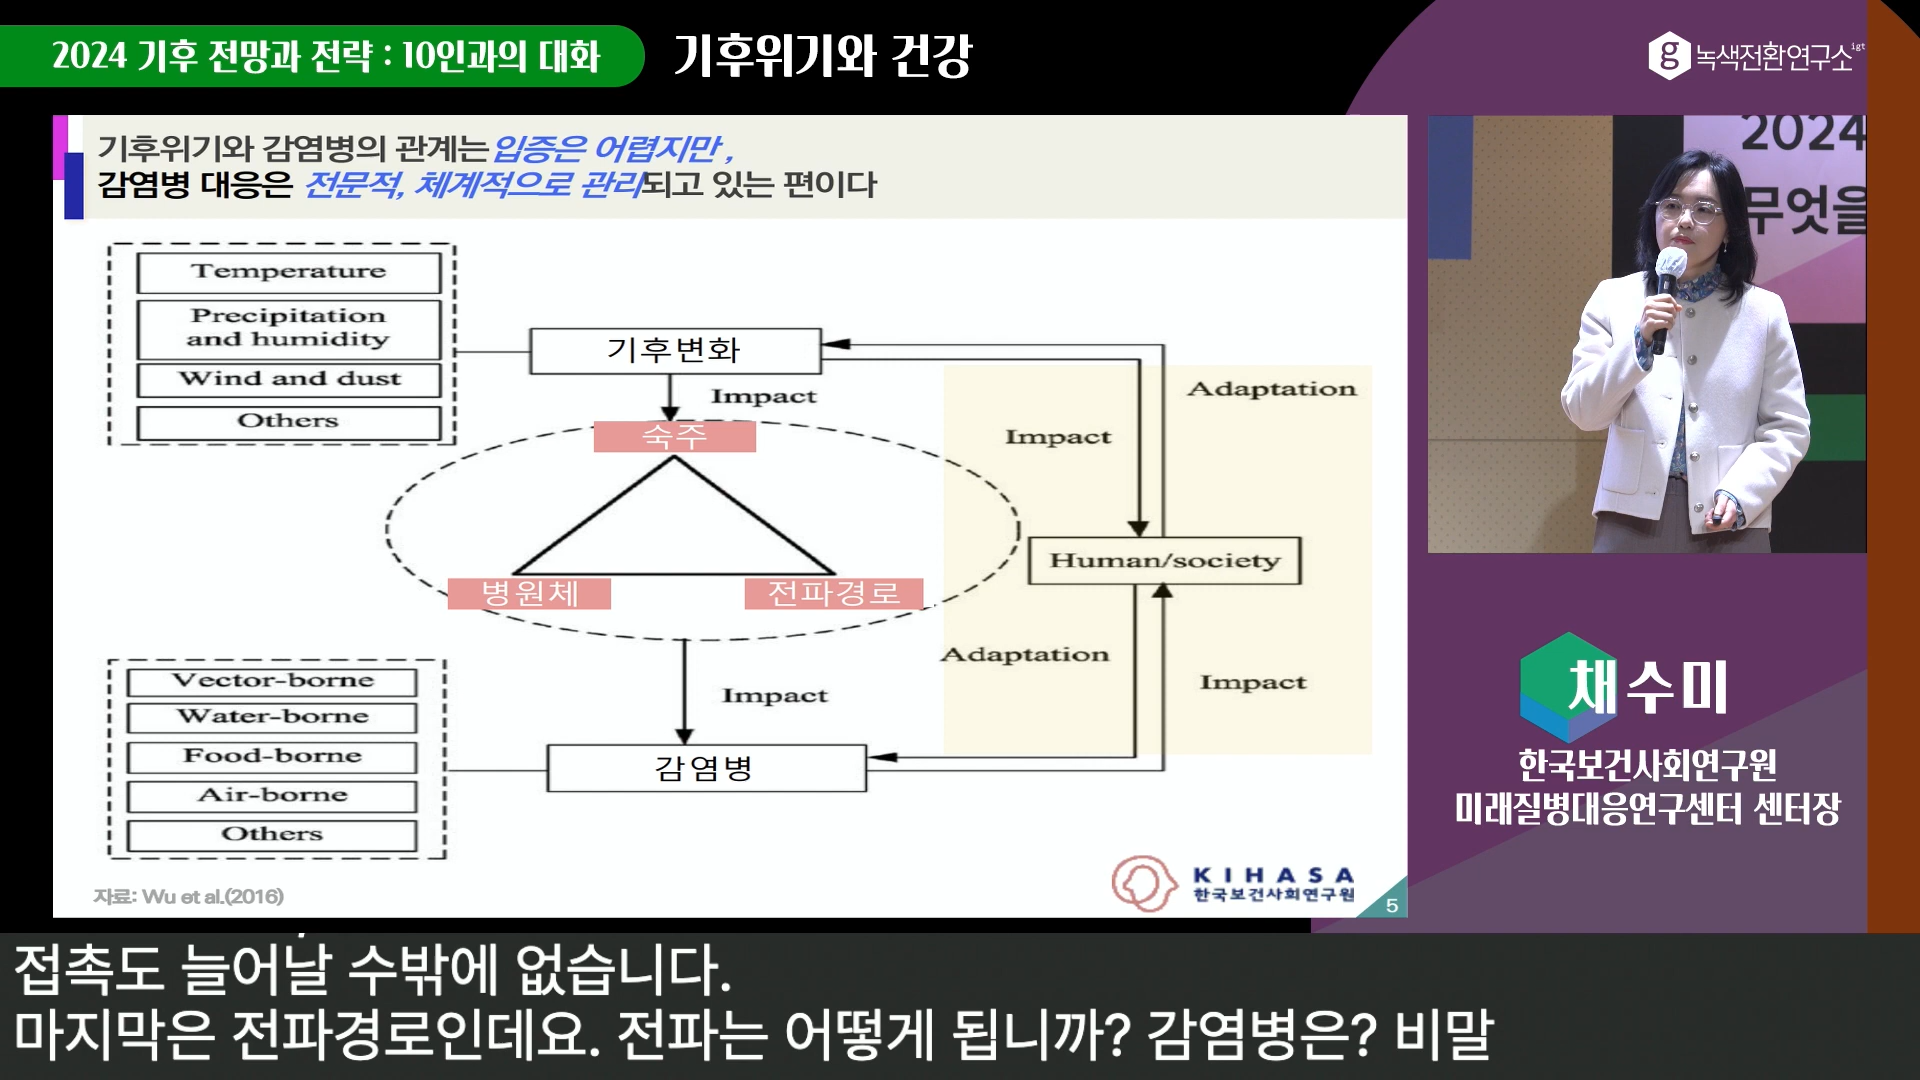 2024 기후 전망과 전략 : 10인과의 대화
기후위기와 건강
녹색전환연구소 igt
기후위기와 감염병의 관계는 입증은 어렵지만,
감염병 대응은 전문적, 체계적으로 관리되고 있는 편이다
Temperature
Precipitation
and humidity
Wind and dust
Others
기후변화
Impact
숙주
병원체
전파경로
Impact
Adaptation
Impact
Human/society
Adaptation
Impact
Vector-borne
Water-borne
Food-borne
Air-borne
Others
감염병
자료: Wu et al.(2016)
KIHASA
한국보건사회연구원
5
2024
무엇을
채수미
한국보건사회연구원
미래질병대응연구센터 센터장
접촉도 늘어날 수밖에 없습니다.
마지막은 전파경로인데요. 전파는 어떻게 됩니까? 감염병은? 비말